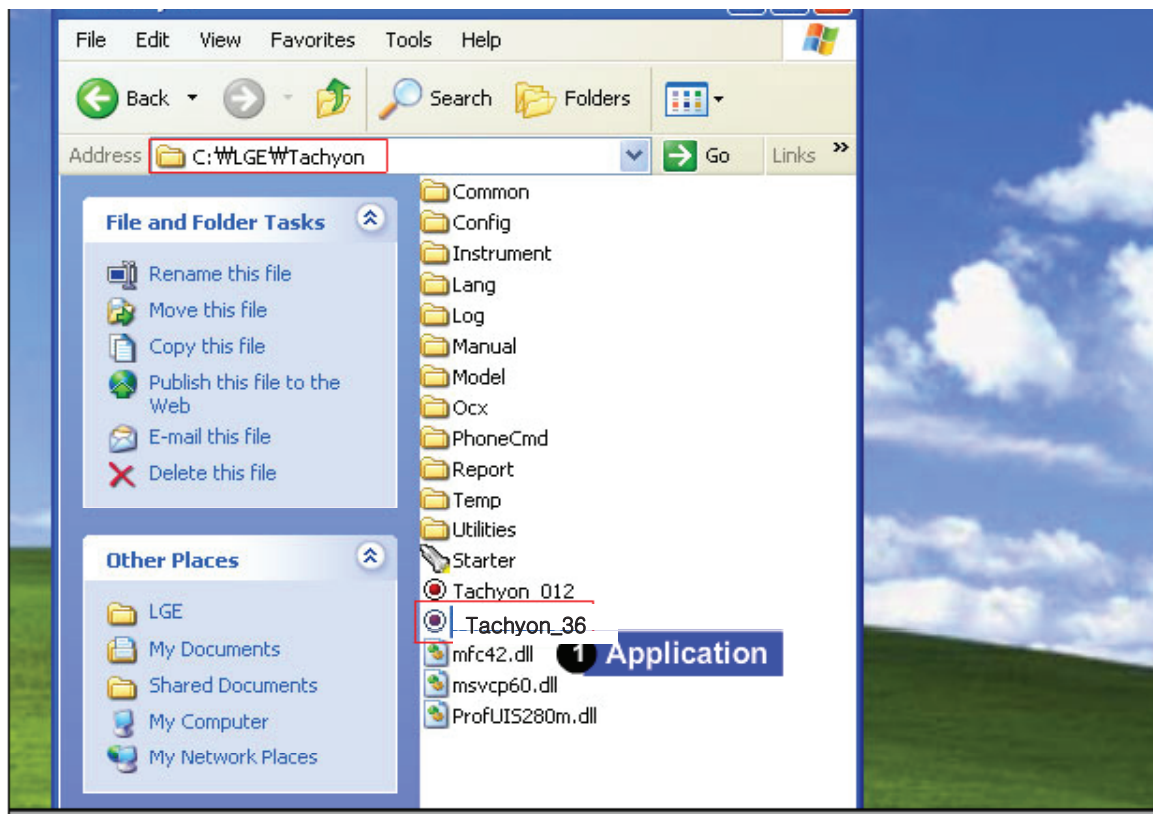 File Edit View Favorites Tools Help
Back Search Folders
Address C:₩LGE₩Tachyon Go Links »
File and Folder Tasks
Rename this file
Move this file
Copy this file
Publish this file to the
Web
E-mail this file
Delete this file
Other Places
LGE
My Documents
Shared Documents
My Computer
My Network Places
Common
Config
Instrument
Lang
Log
Manual
Model
Ocx
PhoneCmd
Report
Temp
Utilities
Starter
Tachyon_012
Tachyon_36
mfc42.dll
1 Application
msvcp60.dll
ProfUIS280m.dll